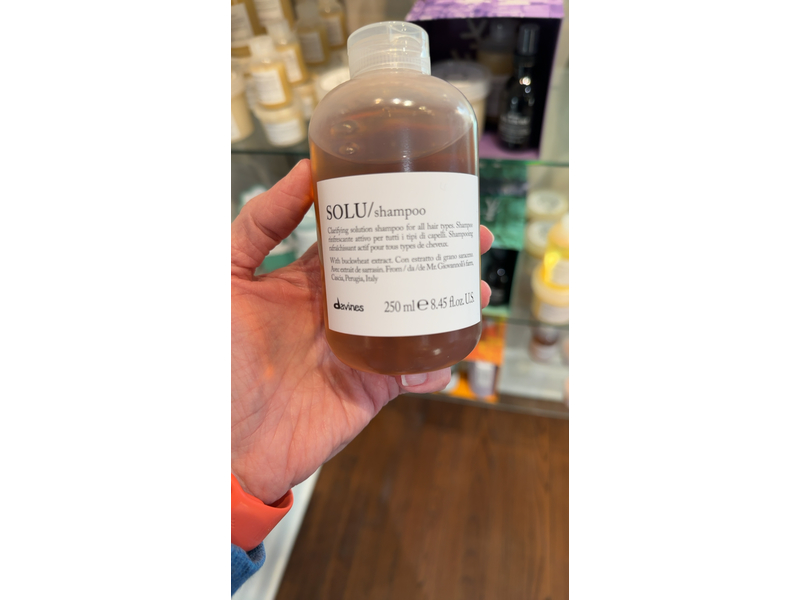 SOLU/shampoo
Clarifying solution shampoo for all hair types. Shampoo
rinfrescante attivo per tutti i tipi di capelli. Shampooing
rafraîchissant actif pour tous types de cheveux.
With buckwheat extract. Con estratto di grano saraceno.
Avec extrait de sarrasin. From / da / de Mr. Giovannoli's farm,
Cascia, Perugia, Italy
davines
250 ml ℮ 8.45 fl.oz. U.S.